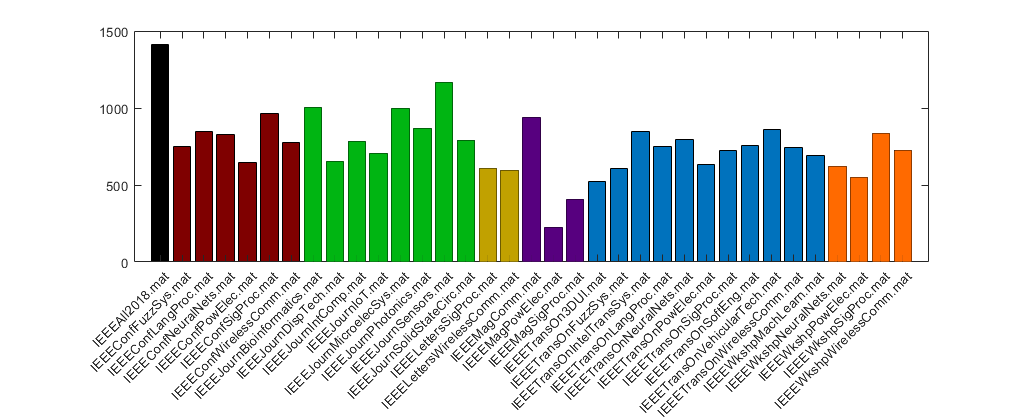 1500
1000
500
0
IEEEAll2018.mat
IEEEConfFuzzSys.mat
IEEEConfLangProc.mat
IEEEConfNeuralNets.mat
IEEEConfPowElec.mat
IEEEConfSigProc.mat
IEEEConfWirelessComm.mat
IEEEJournBioinformatics.mat
IEEEJournDispTech.mat
IEEEJournIntComp.mat
IEEEJournIoT.mat
IEEEJournMicroelecSys.mat
IEEEJournPhotonics.mat
IEEEJournSensors.mat
IEEEJournSolidStateCirc.mat
IEEELettersSigProc.mat
IEEELettersWirelessComm.mat
IEEEMagComm.mat
IEEEMagPowElec.mat
IEEEMagSigProc.mat
IEEETransOn3DUI.mat
IEEETransOnFuzzSys.mat
IEEETransOnIntelTransSys.mat
IEEETransOnLangProc.mat
IEEETransOnNeuralNets.mat
IEEETransOnPowElec.mat
IEEETransOnSigProc.mat
IEEETransOnSoftEng.mat
IEEETransOnVehicularTech.mat
IEEETransOnWirelessComm.mat
IEEEWkshpMachLearn.mat
IEEEWkshpNeuralNets.mat
IEEEWkshpPowElec.mat
IEEEWkshpSigProc.mat
IEEEWkshpWirelessComm.mat